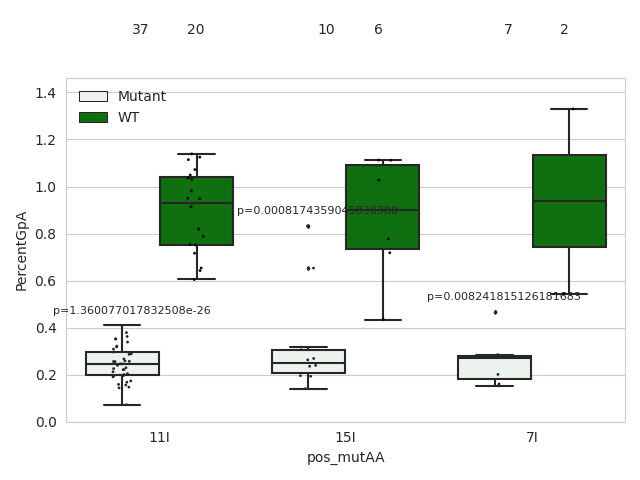 37 20 10 6 7 2
1.4
Mutant
WT
1.2
1.0
p=0.0008174359045030308
0.8
0.6
p=0.008241815126181685
p=1.360077017832508e-26
0.4
0.2
0.0
PercentGpA
11I 15I 7I
pos_mutAA